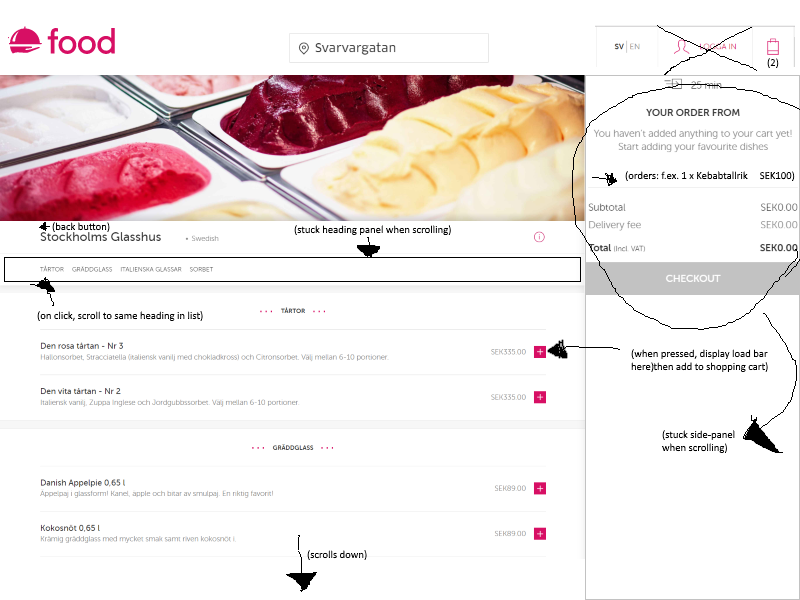 food
Svarvargatan
SV | EN
LOGGA IN
(2)
25 min
YOUR ORDER FROM
You haven't added anything to your cart yet!
Start adding your favourite dishes
(orders: f.ex. 1 x Kebabtallrik SEK100)
Subtotal SEK0.00
Delivery fee SEK0.00
Total (incl. VAT) SEK0.00
CHECKOUT
(back button)
Stockholms Glasshus • Swedish
(stuck heading panel when scrolling)
TÅRTOR GRÄDDGLASS ITALIENSKA GLASSAR SORBET
(on click, scroll to same heading in list)
TÅRTOR
Den rosa tårtan - Nr 3
Hallonsorbet, Stracciatella (italiensk vanilj med chokladkross) och Citronsorbet. Välj mellan 6-10 portioner.
SEK335.00 +
(when pressed, display load bar
here)then add to shopping cart)
Den vita tårtan - Nr 2
Italiensk vanilj, Zuppa Inglese och Jordgubbssorbet. Välj mellan 6-10 portioner.
SEK335.00 +
(stuck side-panel
when scrolling)
GRÄDDGLASS
Danish Appelpie 0,65 l
Äppelpaj i glassform! Kanel, äpple och bitar av smulpaj. En riktig favorit!
SEK89.00 +
Kokosnöt 0,65 l
Krämig gräddglass med mycket smak samt riven kokosnöt i.
SEK89.00 +
(scrolls down)